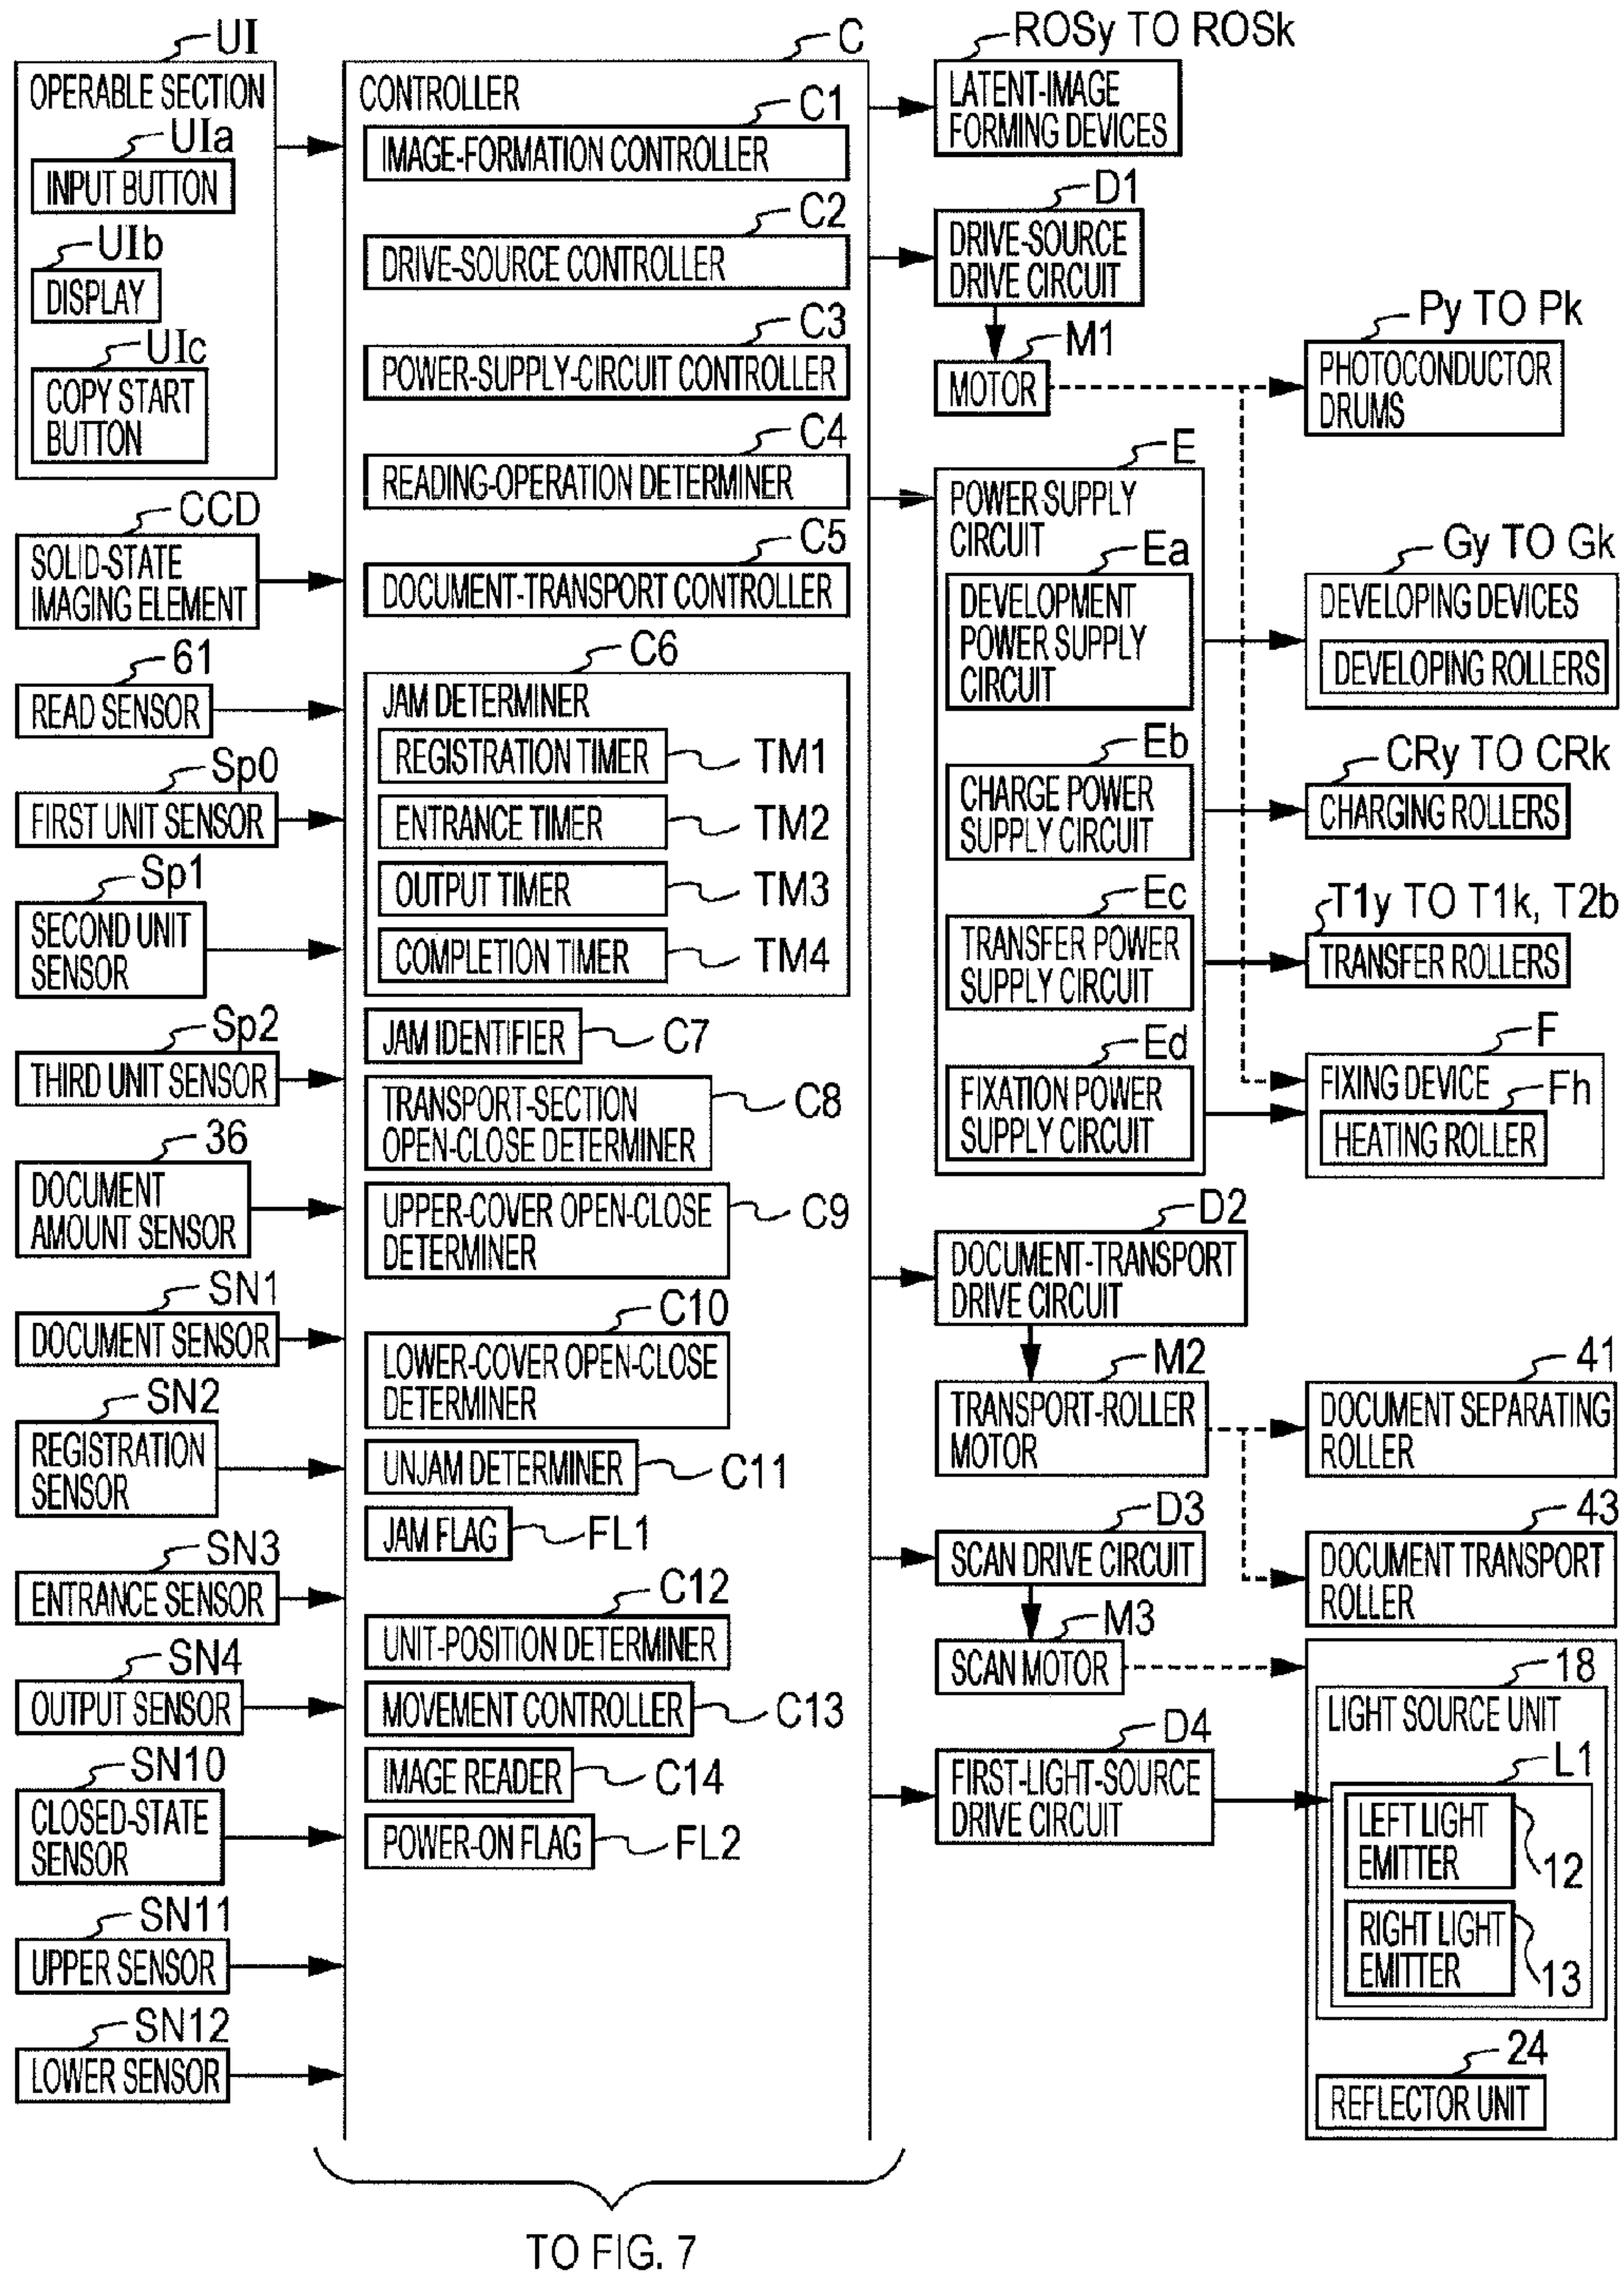 UI
OPERABLE SECTION
UIa
INPUT BUTTON
UIb
DISPLAY
UIc
COPY START
BUTTON
CCD
SOLID-STATE
IMAGING ELEMENT
61
READ SENSOR
Sp0
FIRST UNIT SENSOR
Sp1
SECOND UNIT
SENSOR
Sp2
THIRD UNIT SENSOR
36
DOCUMENT
AMOUNT SENSOR
SN1
DOCUMENT SENSOR
SN2
REGISTRATION
SENSOR
SN3
ENTRANCE SENSOR
SN4
OUTPUT SENSOR
SN10
CLOSED-STATE
SENSOR
SN11
UPPER SENSOR
SN12
LOWER SENSOR
C
CONTROLLER
C1
IMAGE-FORMATION CONTROLLER
C2
DRIVE-SOURCE CONTROLLER
C3
POWER-SUPPLY-CIRCUIT CONTROLLER
C4
READING-OPERATION DETERMINER
C5
DOCUMENT-TRANSPORT CONTROLLER
C6
JAM DETERMINER
REGISTRATION TIMER TM1
ENTRANCE TIMER TM2
OUTPUT TIMER TM3
COMPLETION TIMER TM4
JAM IDENTIFIER C7
TRANSPORT-SECTION
OPEN-CLOSE DETERMINER
C8
UPPER-COVER OPEN-CLOSE
DETERMINER
C9
C10
LOWER-COVER OPEN-CLOSE
DETERMINER
UNJAM DETERMINER C11
JAM FLAG FL1
C12
UNIT-POSITION DETERMINER
MOVEMENT CONTROLLER C13
IMAGE READER C14
POWER-ON FLAG FL2
ROSy TO ROSk
LATENT-IMAGE
FORMING DEVICES
D1
DRIVE-SOURCE
DRIVE CIRCUIT
M1
MOTOR
E
POWER SUPPLY
CIRCUIT
Ea
DEVELOPMENT
POWER SUPPLY
CIRCUIT
Eb
CHARGE POWER
SUPPLY CIRCUIT
Ec
TRANSFER POWER
SUPPLY CIRCUIT
Ed
FIXATION POWER
SUPPLY CIRCUIT
D2
DOCUMENT-TRANSPORT
DRIVE CIRCUIT
M2
TRANSPORT-ROLLER
MOTOR
D3
SCAN DRIVE CIRCUIT
M3
SCAN MOTOR
D4
FIRST-LIGHT-SOURCE
DRIVE CIRCUIT
Py TO Pk
PHOTOCONDUCTOR
DRUMS
Gy TO Gk
DEVELOPING DEVICES
DEVELOPING ROLLERS
CRy TO CRk
CHARGING ROLLERS
T1y TO T1k, T2b
TRANSFER ROLLERS
F
FIXING DEVICE
Fh
HEATING ROLLER
41
DOCUMENT SEPARATING
ROLLER
43
DOCUMENT TRANSPORT
ROLLER
18
LIGHT SOURCE UNIT
L1
LEFT LIGHT
EMITTER
12
RIGHT LIGHT
EMITTER
13
24
REFLECTOR UNIT
TO FIG. 7